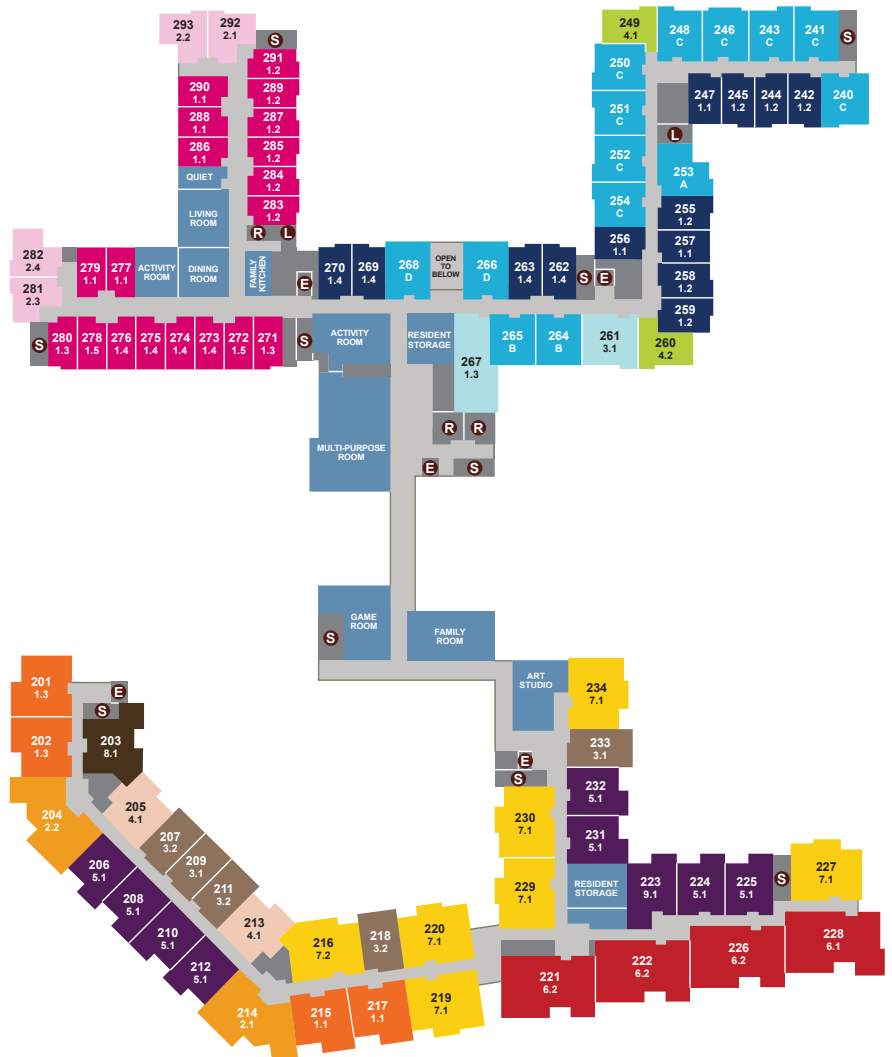 293
2.2
292
2.1
S
291
1.2
290
1.1
289
1.2
288
1.1
287
1.2
286
1.1
285
1.2
QUIET
284
1.2
LIVING
ROOM
283
1.2
R
L
282
2.4
281
2.3
279
1.1
277
1.1
ACTIVITY
ROOM
DINING
ROOM
FAMILY
KITCHEN
E
270
1.4
269
1.4
268
D
OPEN
TO
BELOW
266
D
263
1.4
262
1.4
S
E
S
280
1.3
278
1.5
276
1.4
275
1.4
274
1.4
273
1.4
272
1.5
271
1.3
S
ACTIVITY
ROOM
RESIDENT
STORAGE
267
1.3
265
B
264
B
261
3.1
260
4.2
249
4.1
248
C
246
C
243
C
241
C
S
250
C
247
1.1
245
1.2
244
1.2
242
1.2
240
C
251
C
L
252
C
253
A
254
C
255
1.2
256
1.1
257
1.1
258
1.2
259
1.2
MULTI-PURPOSE
ROOM
R
R
E
S
GAME
ROOM
S
FAMILY
ROOM
ART
STUDIO
234
7.1
233
3.1
E
S
232
5.1
230
7.1
231
5.1
229
7.1
RESIDENT
STORAGE
223
9.1
224
5.1
225
5.1
S
227
7.1
221
6.2
222
6.2
226
6.2
228
6.1
201
1.3
E
S
202
1.3
203
8.1
204
2.2
205
4.1
206
5.1
207
3.2
208
5.1
209
3.1
210
5.1
211
3.2
212
5.1
213
4.1
214
2.1
215
1.1
216
7.2
217
1.1
218
3.2
219
7.1
220
7.1